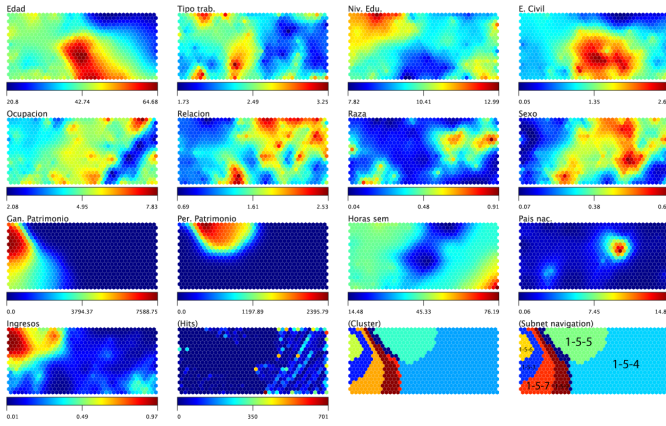 Edad Tipo trab. Niv. Edu. E. Civil
20.8 42.74 64.68 1.73 2.49 3.25 7.82 10.41 12.99 0.05 1.35
Ocupacion Relacion Raza Sexo
2.08 4.95 7.83 0.69 1.61 2.53 0.04 0.48 0.91 0.07 0.38
Gan. Patrimonio Per. Patrimonio Horas sem Pais nac.
0.0 3794.37 7588.75 0.0 1197.89 2395.79 14.48 45.33 76.19 0.06 7.45
Ingresos (Hits) (Cluster) (Subnet navigation)
1-5-5
1-5-4
1-5-7
0.01 0.49 0.97 0 350 701